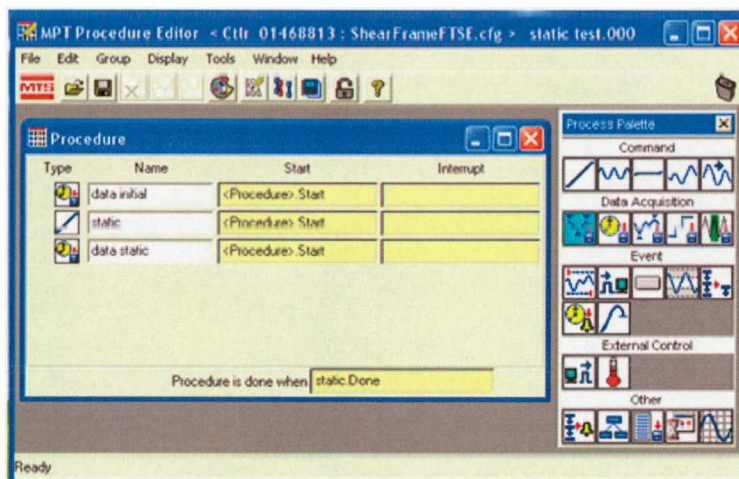 MPT Procedure Editor < Ctlr 01468813 : ShearFrameFTSE.cfg > static test.000
File Edit Group Display Tools Window Help
MTS
Procedure
Type Name Start Interrupt
data initial <Procedure>.Start
static <Procedure>.Start
data static <Procedure>.Start
Procedure is done when static.Done
Process Palette
Command
Data Acquisition
Event
External Control
Other
Ready